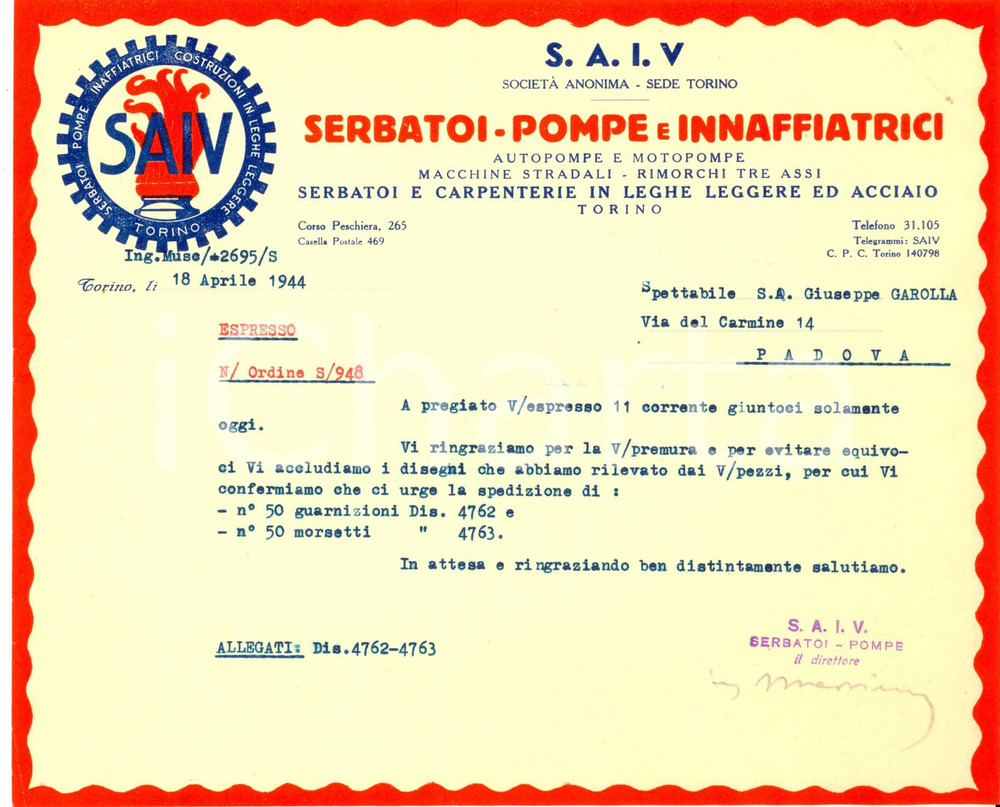 SERBATOI POMPE INAFFIATRICI COSTRUZIONI IN LEGHE LEGGERE
SAIV
TORINO
S. A. I. V
SOCIETÀ ANONIMA - SEDE TORINO
SERBATOI - POMPE E INNAFFIATRICI
AUTOPOMPE E MOTOPOMPE
MACCHINE STRADALI - RIMORCHI TRE ASSI
SERBATOI E CARPENTERIE IN LEGHE LEGGERE ED ACCIAIO
TORINO
Corso Peschiera, 265
Casella Postale 469
Telefono 31.105
Telegrammi: SAIV
C. P. C. Torino 140798
Ing.Musc/*2695/S
Torino, li 18 Aprile 1944
Spettabile S.A. Giuseppe GAROLLA
Via del Carmine 14
P A D O V A
ESPRESSO
N/ Ordine S/948
A pregiato V/espresso 11 corrente giuntoci solamente
oggi.
Vi ringraziamo per la V/premura e per evitare equivo-
ci Vi accludiamo i disegni che abbiamo rilevato dai V/pezzi, per cui Vi
confermiamo che ci urge la spedizione di :
- n° 50 guarnizioni Dis. 4762 e
- n° 50 morsetti " 4763.
In attesa e ringraziando ben distintamente salutiamo.
ALLEGATI: Dis.4762-4763
S. A. I. V.
SERBATOI - POMPE
il direttore
iCharta